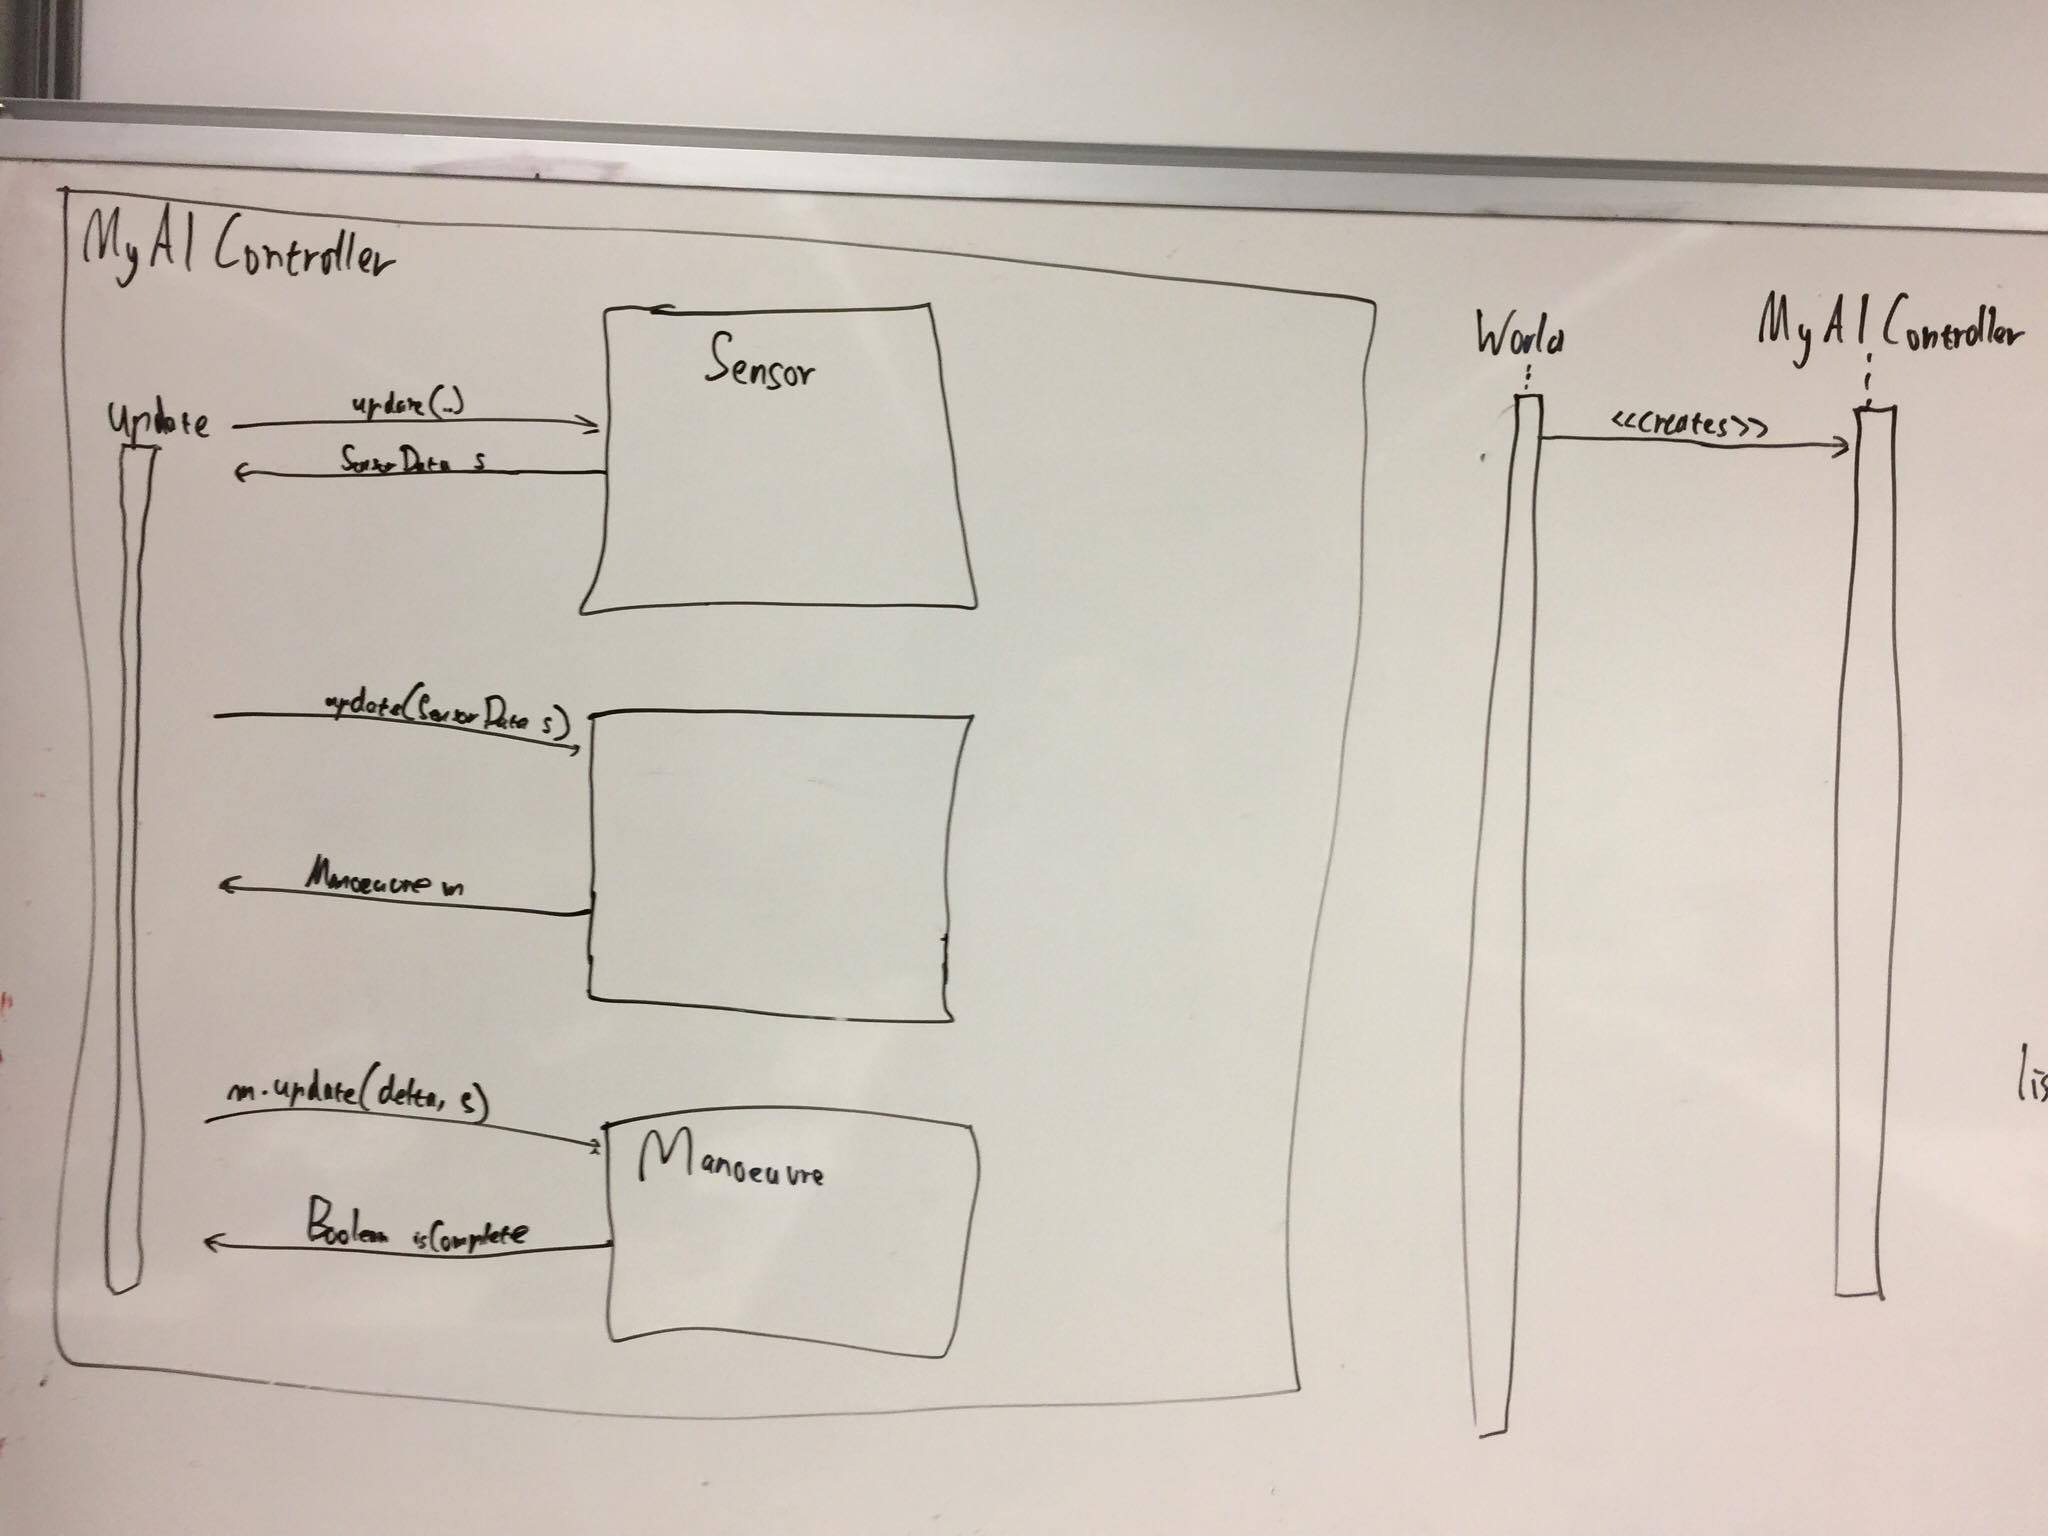 MyAI Controller
Sensor
Update
update(..)
SensorData s
update(SensorData s)
Manoeuvre m
m.update(delta, s)
Manoeuvre
Boolean isComplete
World
MyAI Controller
<<creates>>
lis